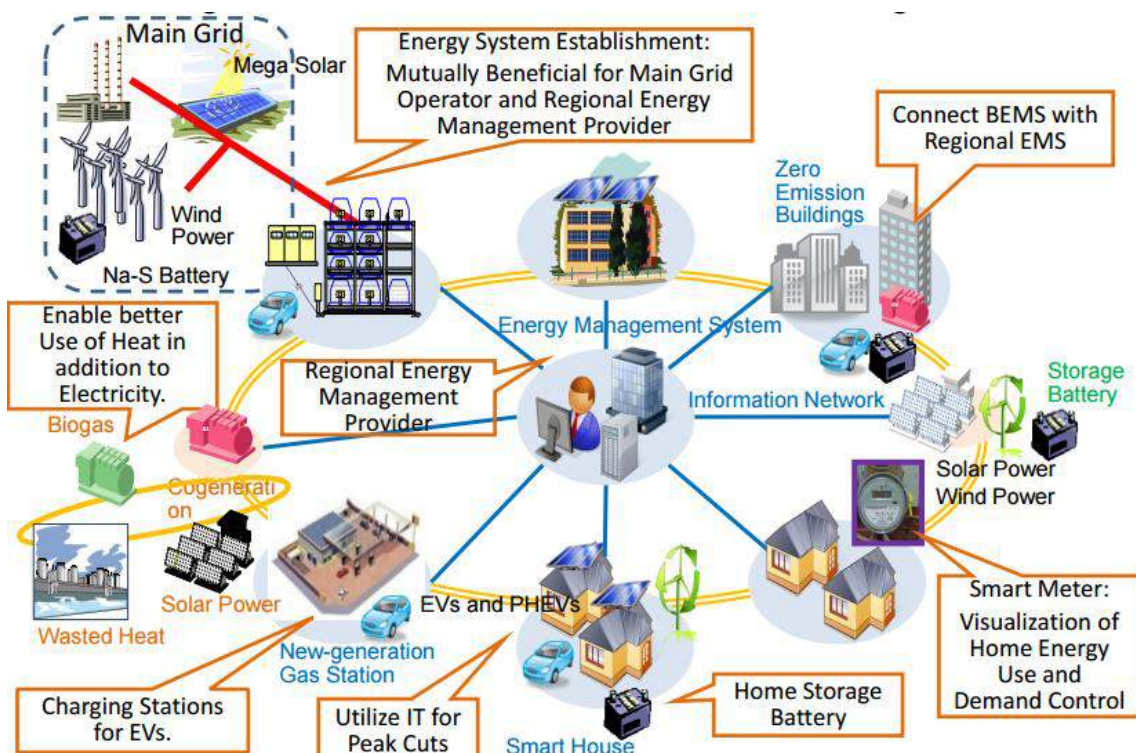 Main Grid
Mega Solar
Wind
Power
Na-S Battery
Energy System Establishment:
Mutually Beneficial for Main Grid
Operator and Regional Energy
Management Provider
Connect BEMS with
Regional EMS
Zero
Emission
Buildings
Enable better
Use of Heat in
addition to
Electricity.
Energy Management System
Regional Energy
Management
Provider
Information Network
Storage
Battery
Biogas
Cogenerati
on
Solar Power
Wind Power
Wasted Heat
Solar Power
New-generation
Gas Station
EVs and PHEVs
Smart Meter:
Visualization of
Home Energy
Use and
Demand Control
Charging Stations
for EVs.
Utilize IT for
Peak Cuts
Smart House
Home Storage
Battery